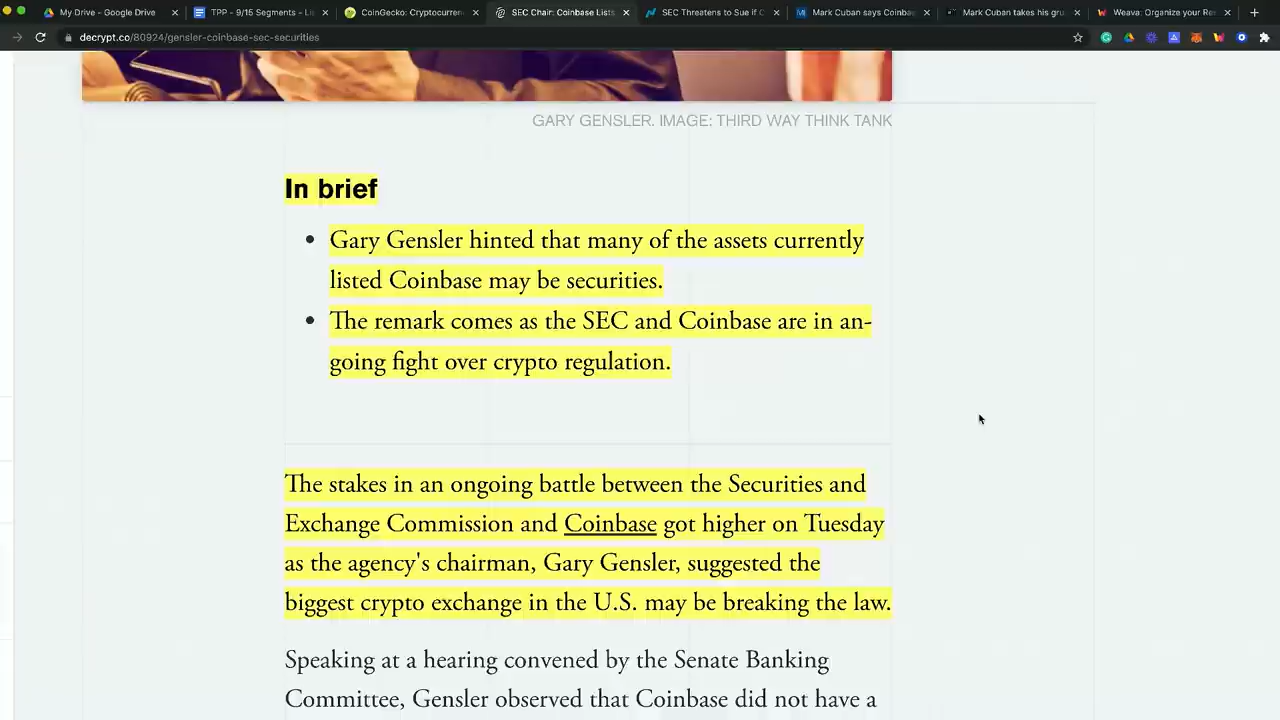 My Drive - Google Drive
TPP - 9/15 Segments - Li
CoinGecko: Cryptocurren
SEC Chair: Coinbase Lists
SEC Threatens to Sue if C
Mark Cuban says Coinba
Mark Cuban takes his gru
Weava: Organize your Re
decrypt.co/80924/gensler-coinbase-sec-securities
GARY GENSLER. IMAGE: THIRD WAY THINK TANK
In brief
Gary Gensler hinted that many of the assets currently
listed Coinbase may be securities.
The remark comes as the SEC and Coinbase are in an-
going fight over crypto regulation.
The stakes in an ongoing battle between the Securities and
Exchange Commission and Coinbase got higher on Tuesday
as the agency's chairman, Gary Gensler, suggested the
biggest crypto exchange in the U.S. may be breaking the law.
Speaking at a hearing convened by the Senate Banking
Committee, Gensler observed that Coinbase did not have a